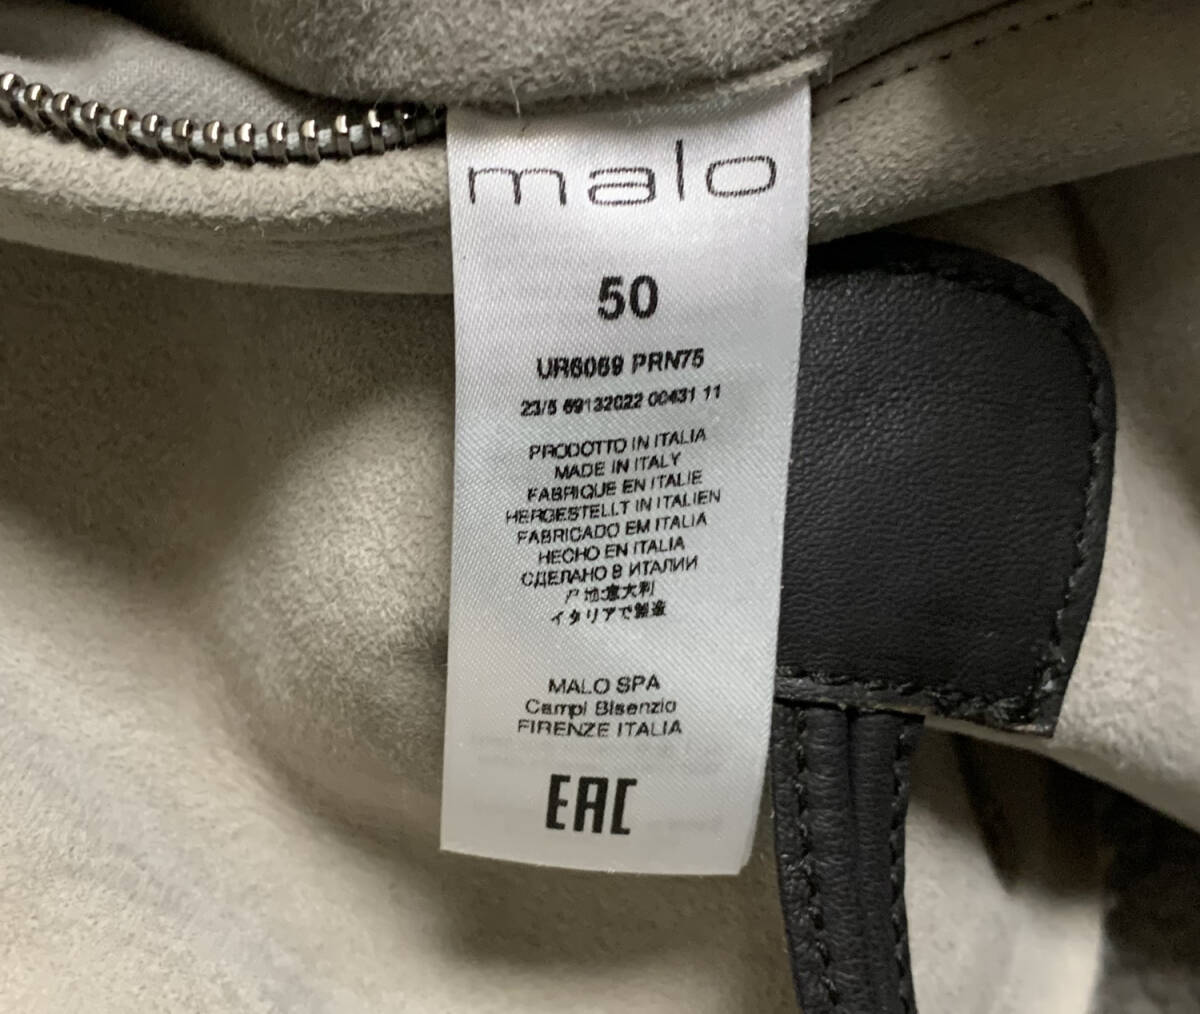 malo
50
UR6069 PRN75
23/5 69132022 00431 11
PRODOTTO IN ITALIA
MADE IN ITALY
FABRIQUE EN ITALIE
HERGESTELLT IN ITALIEN
FABRICADO EM ITALIA
HECHO EN ITALIA
СДЕЛАНО В ИТАЛИИ
户地:意大利
イタリアで製造
MALO SPA
Campi Bisenzio
FIRENZE ITALIA
EAC